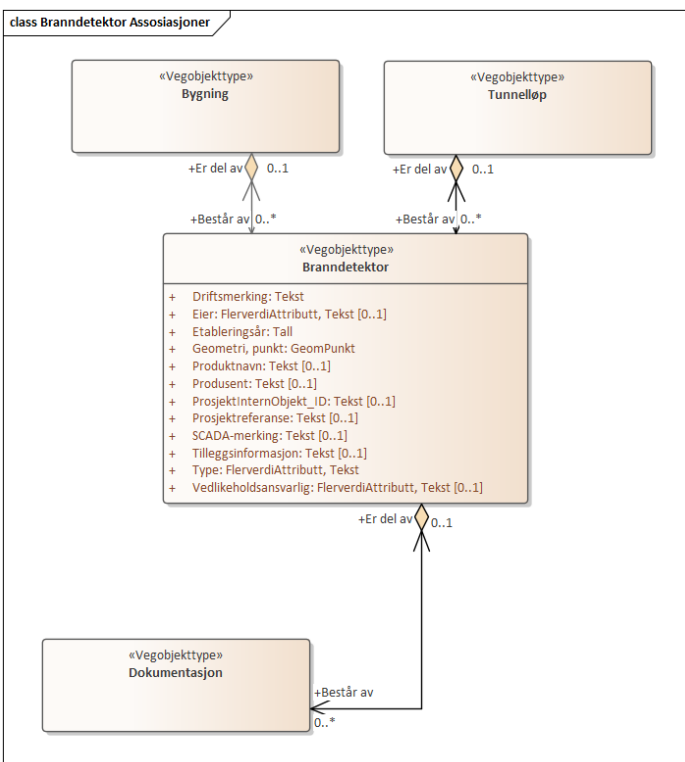 class Branndetektor Assosiasjoner
«Vegobjekttype»
Bygning
«Vegobjekttype»
Tunnelløp
+Er del av 0..1
+Er del av 0..1
+Består av 0..*
+Består av 0..*
«Vegobjekttype»
Branndetektor
+ Driftsmerking: Tekst
+ Eier: FlerverdiAttributt, Tekst [0..1]
+ Etableringsår: Tall
+ Geometri, punkt: GeomPunkt
+ Produktnavn: Tekst [0..1]
+ Produsent: Tekst [0..1]
+ ProsjektInternObjekt_ID: Tekst [0..1]
+ Prosjektreferanse: Tekst [0..1]
+ SCADA-merking: Tekst [0..1]
+ Tilleggsinformasjon: Tekst [0..1]
+ Type: FlerverdiAttributt, Tekst
+ Vedlikeholdsansvarlig: FlerverdiAttributt, Tekst [0..1]
+Er del av 0..1
«Vegobjekttype»
Dokumentasjon
+Består av
0..*